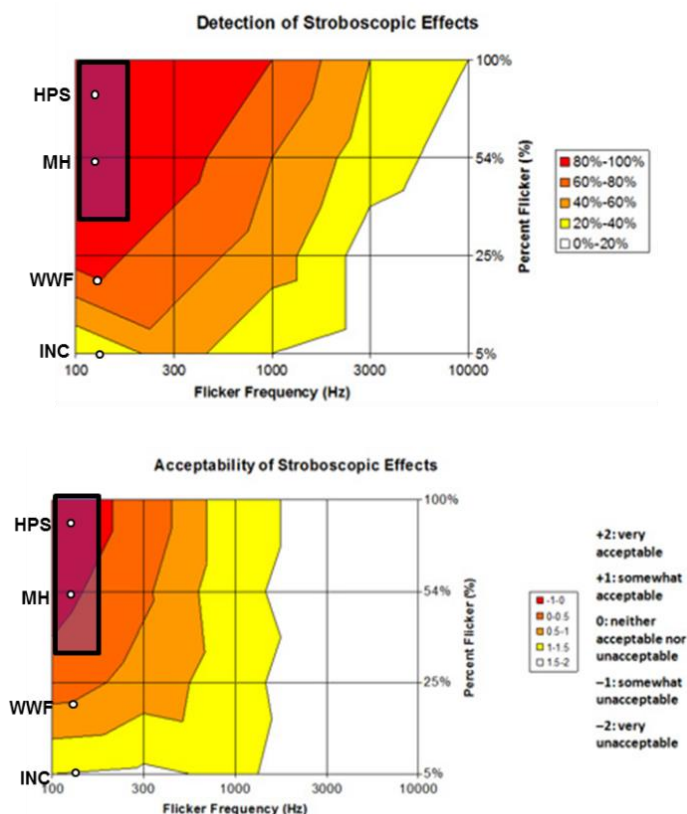 Detection of Stroboscopic Effects
HPS
MH
WWF
INC
100%
54%
25%
5%
Percent Flicker (%)
100
300
1000
3000
10000
Flicker Frequency (Hz)
80%-100%
60%-80%
40%-60%
20%-40%
0%-20%
Acceptability of Stroboscopic Effects
HPS
MH
WWF
INC
100%
54%
25%
5%
Percent Flicker (%)
100
300
1000
3000
10000
Flicker Frequency (Hz)
-1-0
0-0.5
0.5-1
1-1.5
1.5-2
+2: very
acceptable
+1: somewhat
acceptable
0: neither
acceptable nor
unacceptable
−1: somewhat
unacceptable
−2: very
unacceptable